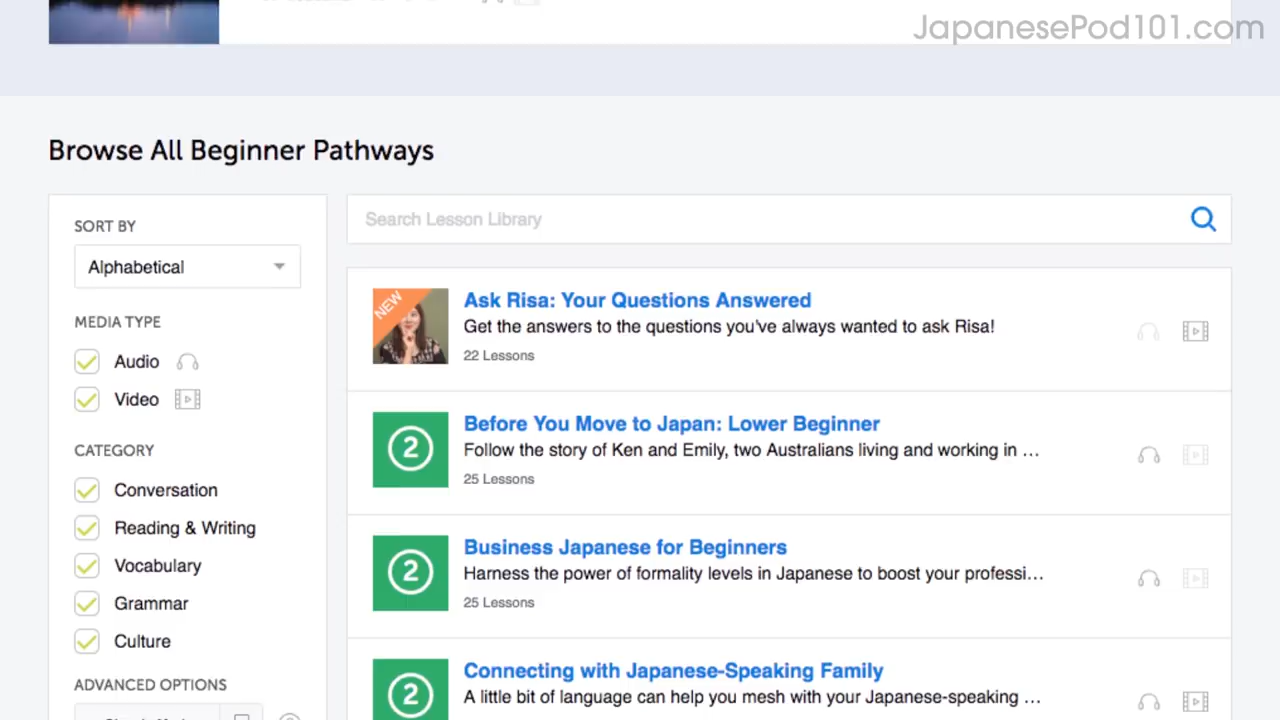 JapanesePod101.com
Browse All Beginner Pathways
SORT BY
Alphabetical
MEDIA TYPE
Audio
Video
CATEGORY
Conversation
Reading & Writing
Vocabulary
Grammar
Culture
ADVANCED OPTIONS
Search Lesson Library
NEW
Ask Risa: Your Questions Answered
Get the answers to the questions you've always wanted to ask Risa!
22 Lessons
2
Before You Move to Japan: Lower Beginner
Follow the story of Ken and Emily, two Australians living and working in …
25 Lessons
2
Business Japanese for Beginners
Harness the power of formality levels in Japanese to boost your professi…
25 Lessons
2
Connecting with Japanese-Speaking Family
A little bit of language can help you mesh with your Japanese-speaking …